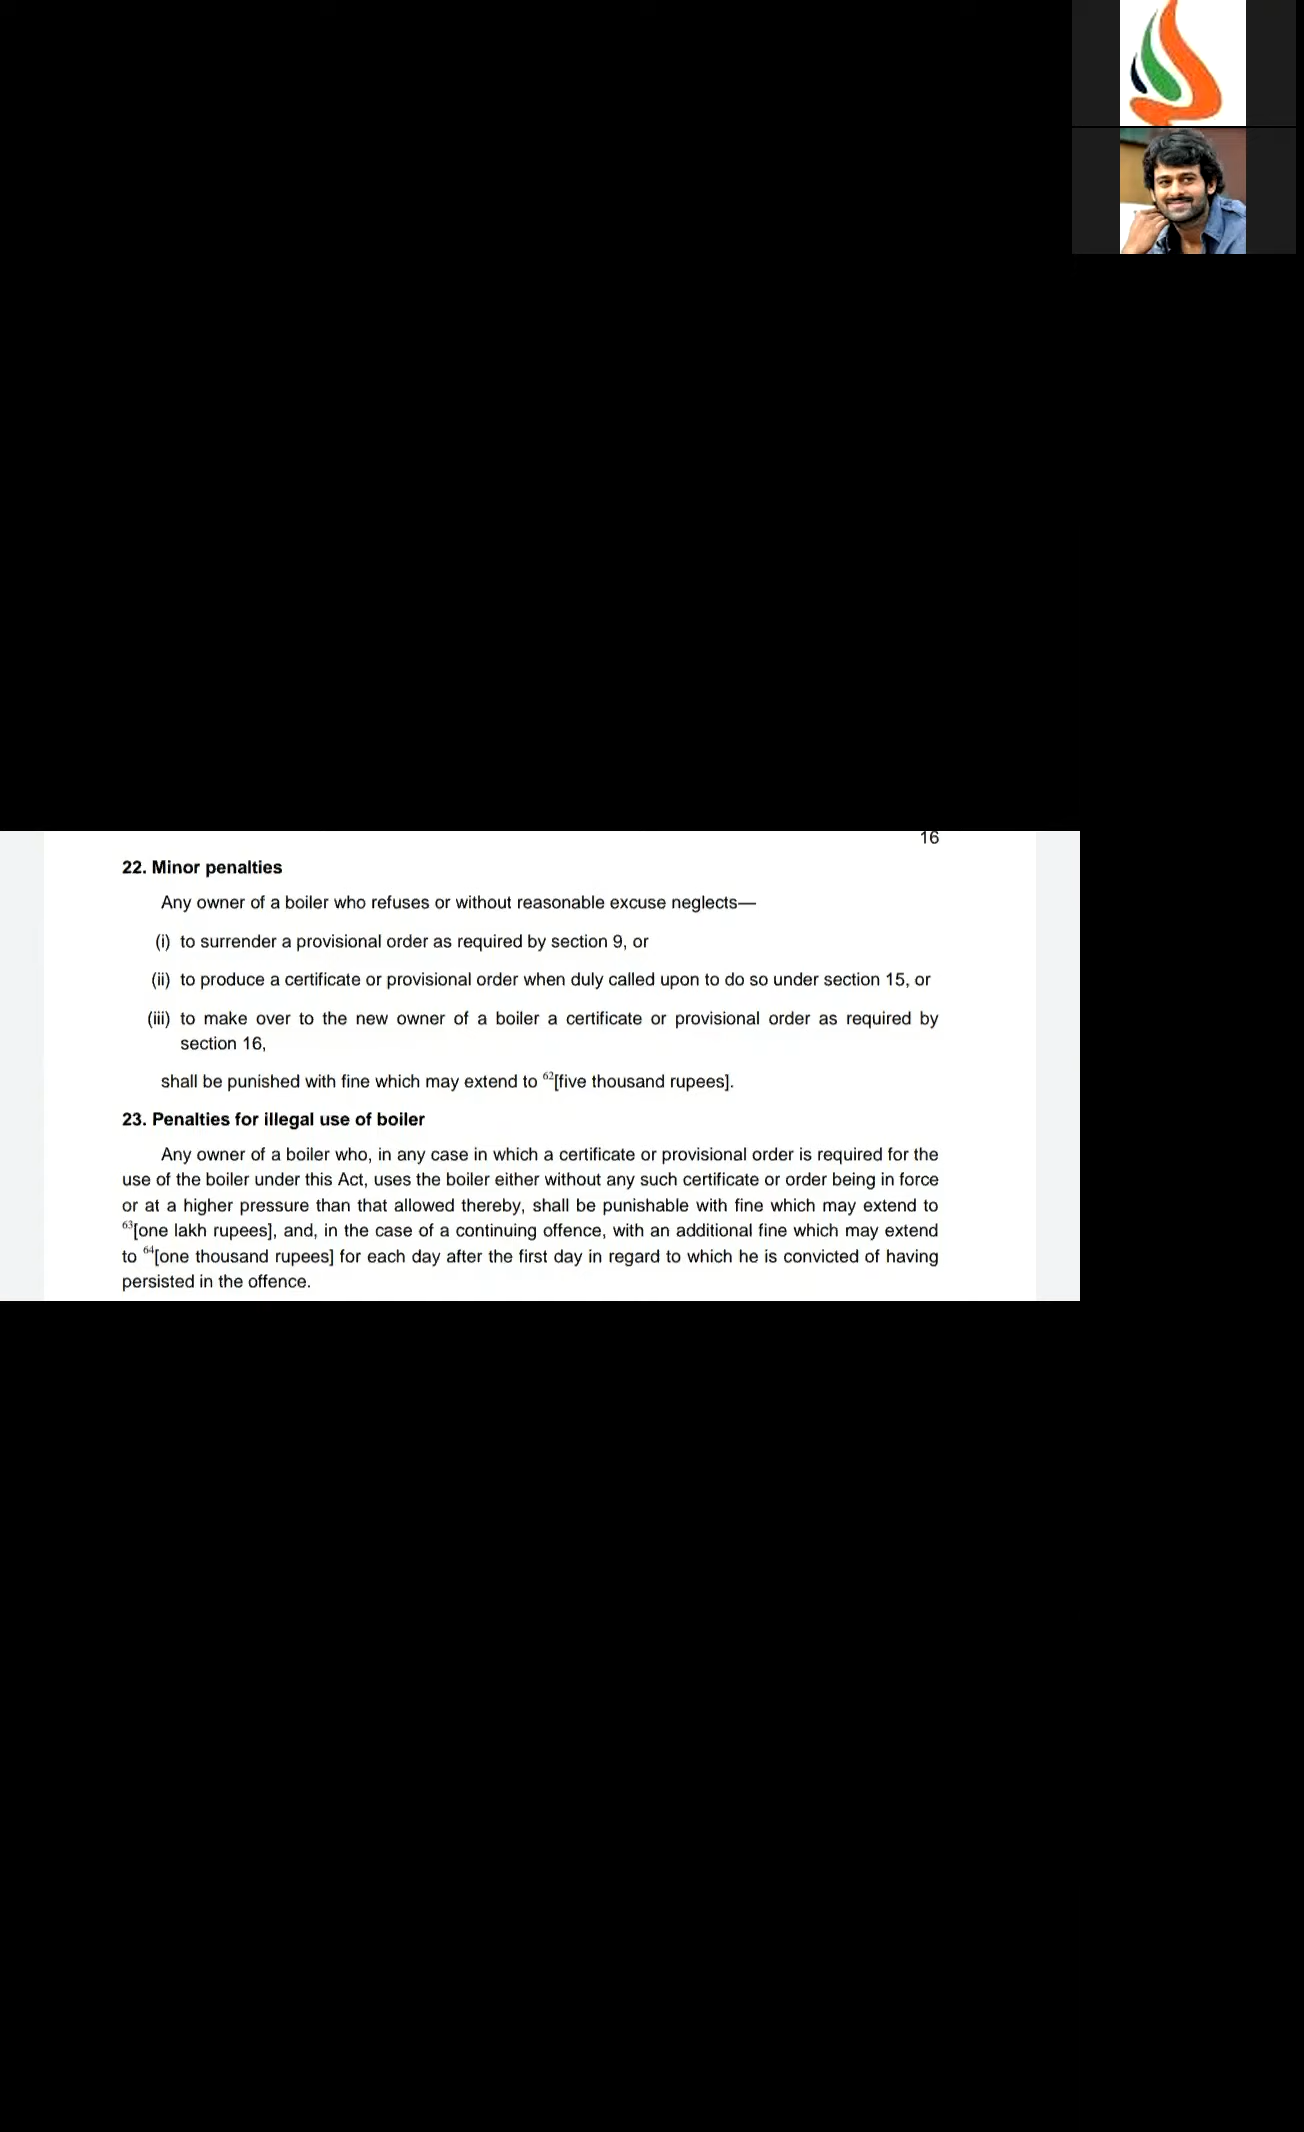 16
22. Minor penalties
Any owner of a boiler who refuses or without reasonable excuse neglects—
(i) to surrender a provisional order as required by section 9, or
(ii) to produce a certificate or provisional order when duly called upon to do so under section 15, or
(iii) to make over to the new owner of a boiler a certificate or provisional order as required by
section 16,
shall be punished with fine which may extend to 62[five thousand rupees].
23. Penalties for illegal use of boiler
Any owner of a boiler who, in any case in which a certificate or provisional order is required for the
use of the boiler under this Act, uses the boiler either without any such certificate or order being in force
or at a higher pressure than that allowed thereby, shall be punishable with fine which may extend to
63[one lakh rupees], and, in the case of a continuing offence, with an additional fine which may extend
to 64[one thousand rupees] for each day after the first day in regard to which he is convicted of having
persisted in the offence.